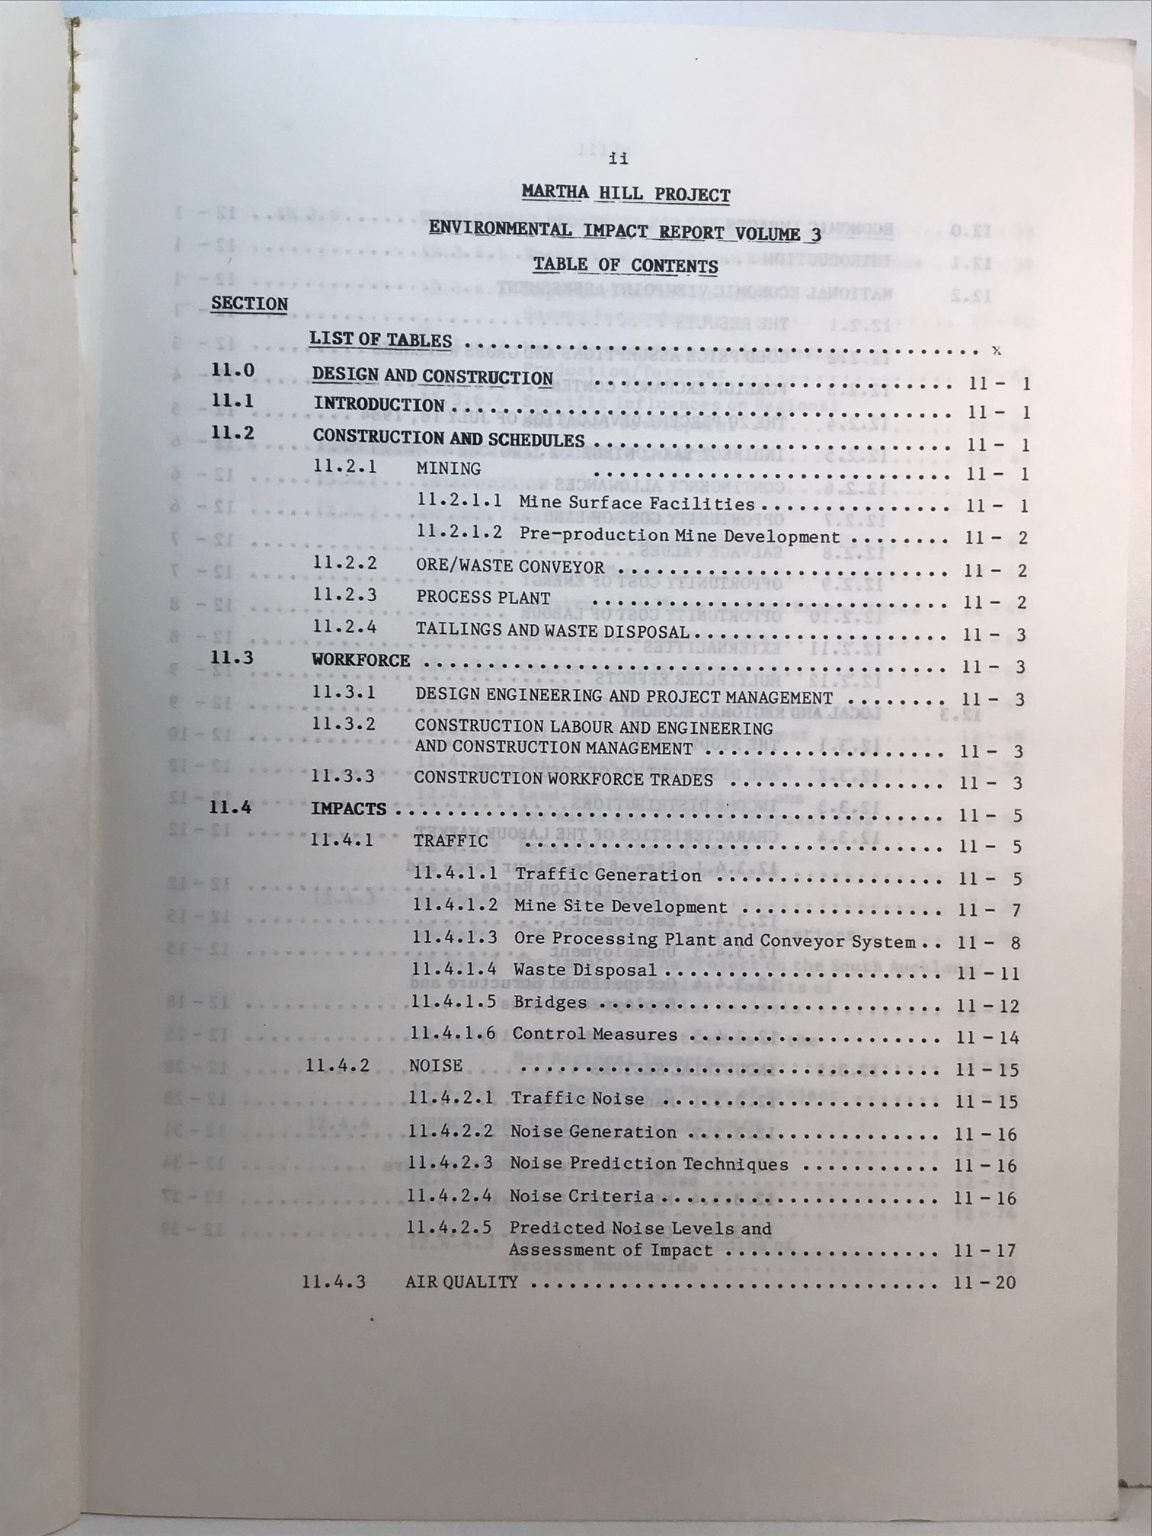 ii
MARTHA HILL PROJECT
ENVIRONMENTAL IMPACT REPORT VOLUME 3
TABLE OF CONTENTS
SECTION
LIST OF TABLES ........................................ x
11.0 DESIGN AND CONSTRUCTION ............................ 11 - 1
11.1 INTRODUCTION ....................................... 11 - 1
11.2 CONSTRUCTION AND SCHEDULES ............................ 11 - 1
11.2.1 MINING ............................ 11 - 1
11.2.1.1 Mine Surface Facilities ............... 11 - 1
11.2.1.2 Pre-production Mine Development ........ 11 - 2
11.2.2 ORE/WASTE CONVEYOR .......................... 11 - 2
11.2.3 PROCESS PLANT ............................ 11 - 2
11.2.4 TAILINGS AND WASTE DISPOSAL .................... 11 - 3
11.3 WORKFORCE ......................................... 11 - 3
11.3.1 DESIGN ENGINEERING AND PROJECT MANAGEMENT ........ 11 - 3
11.3.2 CONSTRUCTION LABOUR AND ENGINEERING
AND CONSTRUCTION MANAGEMENT ................... 11 - 3
11.3.3 CONSTRUCTION WORKFORCE TRADES ................. 11 - 3
11.4 IMPACTS ........................................... 11 - 5
11.4.1 TRAFFIC ................................. 11 - 5
11.4.1.1 Traffic Generation .................. 11 - 5
11.4.1.2 Mine Site Development ................ 11 - 7
11.4.1.3 Ore Processing Plant and Conveyor System .. 11 - 8
11.4.1.4 Waste Disposal ...................... 11 - 11
11.4.1.5 Bridges ........................... 11 - 12
11.4.1.6 Control Measures .................... 11 - 14
11.4.2 NOISE ................................. 11 - 15
11.4.2.1 Traffic Noise ...................... 11 - 15
11.4.2.2 Noise Generation .................... 11 - 16
11.4.2.3 Noise Prediction Techniques ........... 11 - 16
11.4.2.4 Noise Criteria ...................... 11 - 16
11.4.2.5 Predicted Noise Levels and
Assessment of Impact ................. 11 - 17
11.4.3 AIR QUALITY ................................ 11 - 20